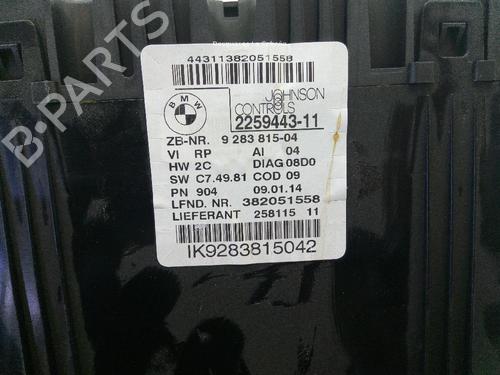 44311382051558
BMW
JOHNSON CONTROLS
2259443-11
ZB-NR. 9 283 815-04
VI RP AI 04
HW 2C DIAG 08D0
SW C7.49.81 COD 09
PN 904 09.01.14
LFND. NR. 382051558
LIEFERANT 258115 11
IK9283815042
B-PARTS